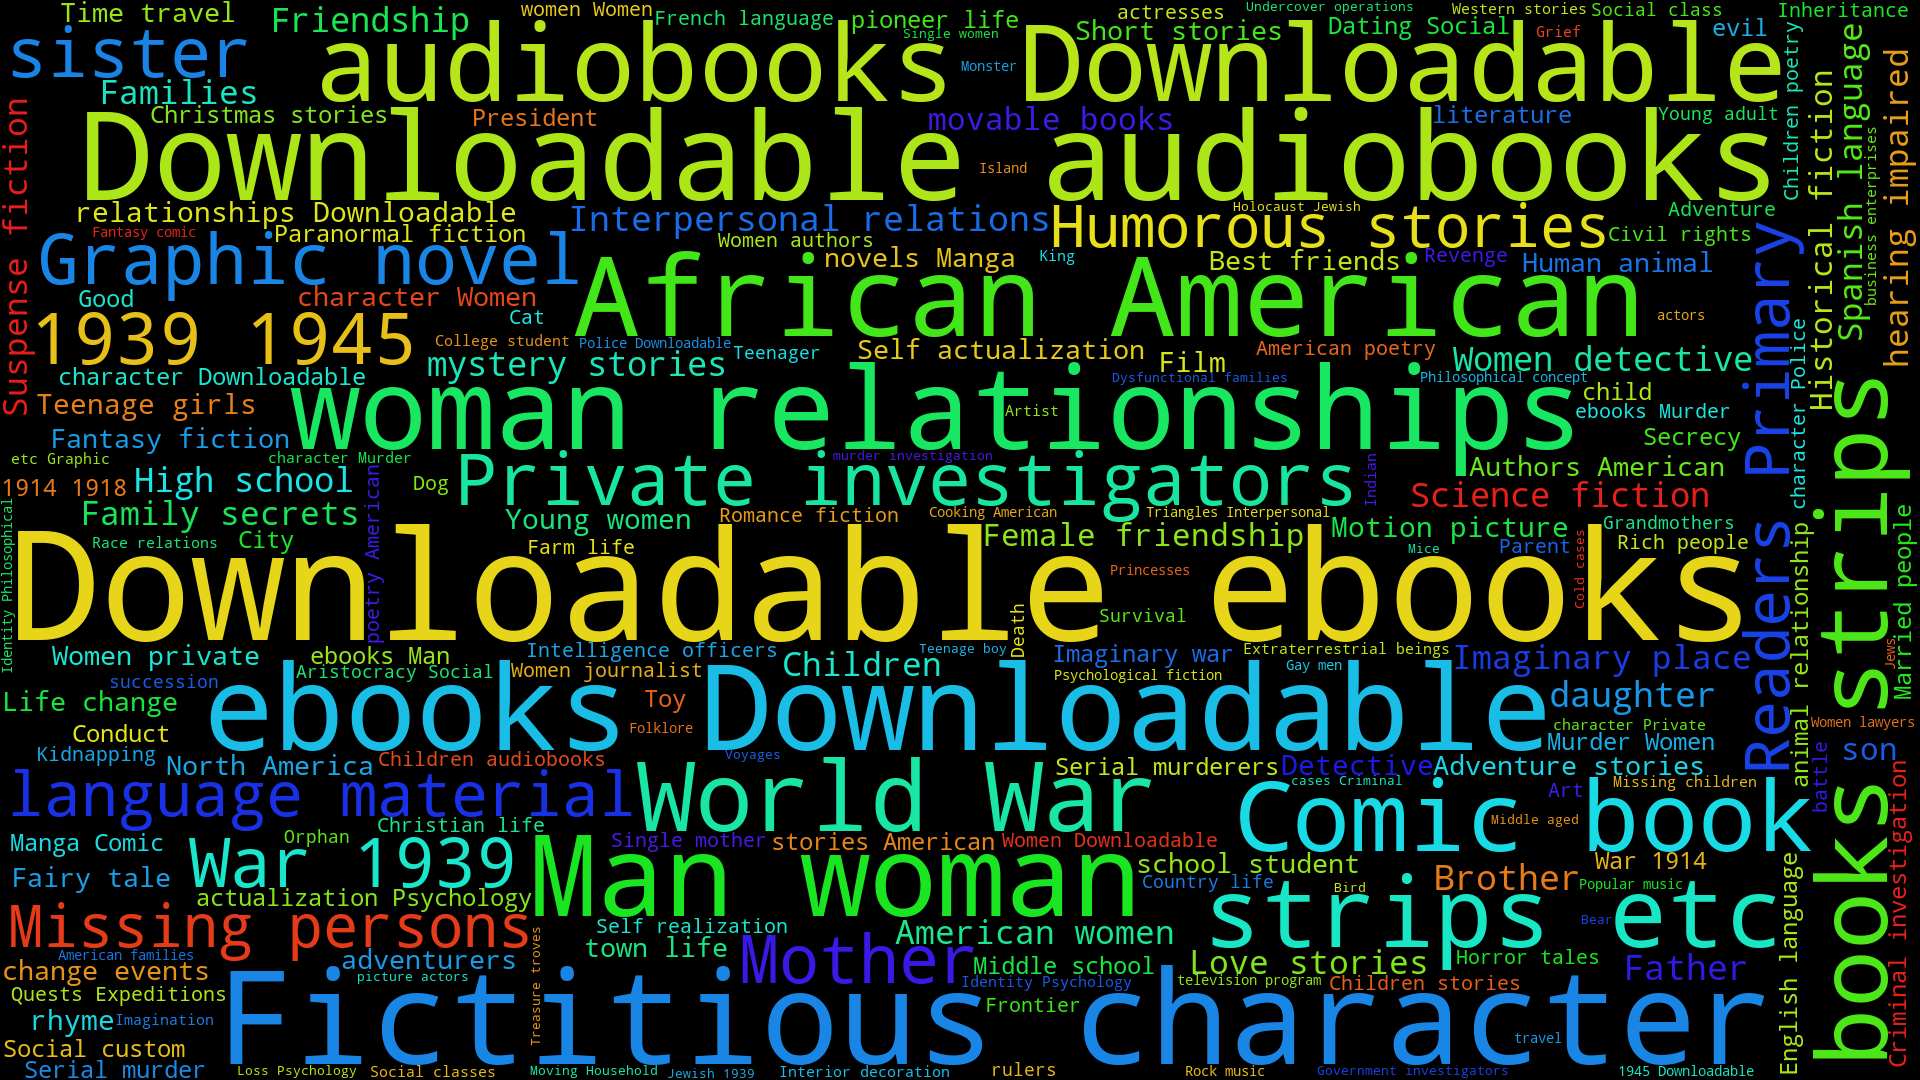 Time travel
Friendship
women Women
French language
pioneer life
Single women
actresses
Undercover operations
Western stories
Social class
Inheritance
sister
audiobooks Downloadable
Short stories
Dating Social
Grief
evil
Monster
Families
Christmas stories
President
movable books
literature
Young adult
Children poetry
Downloadable audiobooks
Island
Suspense fiction
Historical fiction
Spanish language
business enterprises
hearing impaired
relationships Downloadable
Fantasy comic
Paranormal fiction
Interpersonal relations
Holocaust Jewish
Humorous stories
Adventure
Civil rights
Women authors
Graphic novel
novels Manga
King
Best friends
Revenge
Human animal
Good
character Women
African American
Cat
actors
1939 1945
College student
Police Downloadable
Teenager
Self actualization
Film
American poetry
Women detective
mystery stories
character Downloadable
Dysfunctional families
Philosophical concept
child
Teenage girls
woman relationships
Artist
ebooks Murder
Fantasy fiction
Secrecy
Readers Primary
character Police
etc Graphic
character Murder
murder investigation
Authors American
High school
Dog
Private investigators
Indian
1914 1918
Science fiction
books strips
Family secrets
Young women
Romance fiction
Cooking American
Triangles Interpersonal
Female friendship
Motion picture
Grandmothers
Race relations
City
poetry American
Farm life
Mice
Parent
Rich people
Cold cases
Identity Philosophical
Downloadable ebooks
Princesses
Survival
Death
animal relationship
Married people
Jews
Women private
ebooks Man
Intelligence officers
Teenage boy
Imaginary war
Extraterrestrial beings
Imaginary place
Aristocracy Social
Women journalist
Children
Gay men
Psychological fiction
succession
Life change
ebooks Downloadable
Toy
Folklore
daughter
Women lawyers
Conduct
character Private
Murder Women
Kidnapping
North America
Children audiobooks
Voyages
son
battle
Serial murderers
Detective
Adventure stories
cases Criminal
Missing children
language material
World War
Art
Comic book
Middle aged
Criminal investigation
Christian life
Orphan
Manga Comic
Single mother
stories American
Women Downloadable
War 1939
Man woman
school student
War 1914
Fairy tale
Country life
Bird
Brother
Popular music
actualization Psychology
strips etc
Bear
English language
Missing persons
Self realization
American women
town life
Treasure troves
American families
adventurers
Mother
Middle school
Love stories
Horror tales
Father
change events
picture actors
Identity Psychology
television program
Children stories
Quests Expeditions
Frontier
Fictitious character
rhyme
Imagination
travel
Social custom
Serial murder
Loss Psychology
Social classes
Moving Household
Jewish 1939
Interior decoration
rulers
Rock music
Government investigators
1945 Downloadable